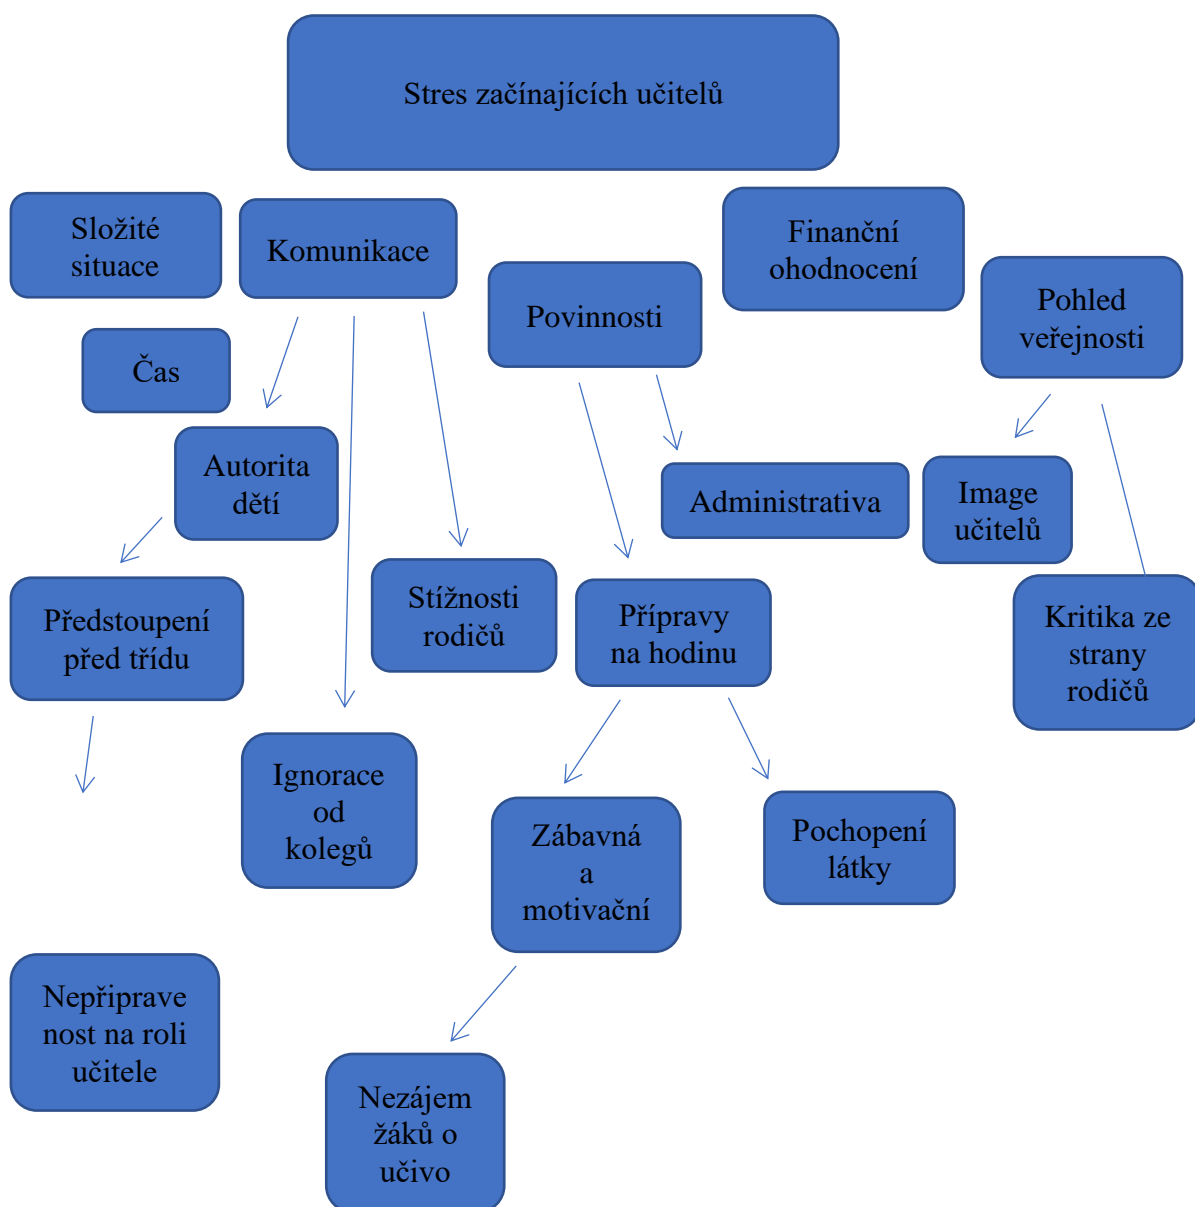 Stres začínajících učitelů
Složité
situace
Komunikace
Finanční
ohodnocení
Povinnosti
Pohled
veřejnosti
Čas
Autorita
dětí
Administrativa
Image
učitelů
Předstoupení
před třídu
Stížnosti
rodičů
Přípravy
na hodinu
Kritika ze
strany
rodičů
Ignorace
od
kolegů
Zábavná
a
motivační
Pochopení
látky
Nepřiprave
nost na roli
učitele
Nezájem
žáků o
učivo